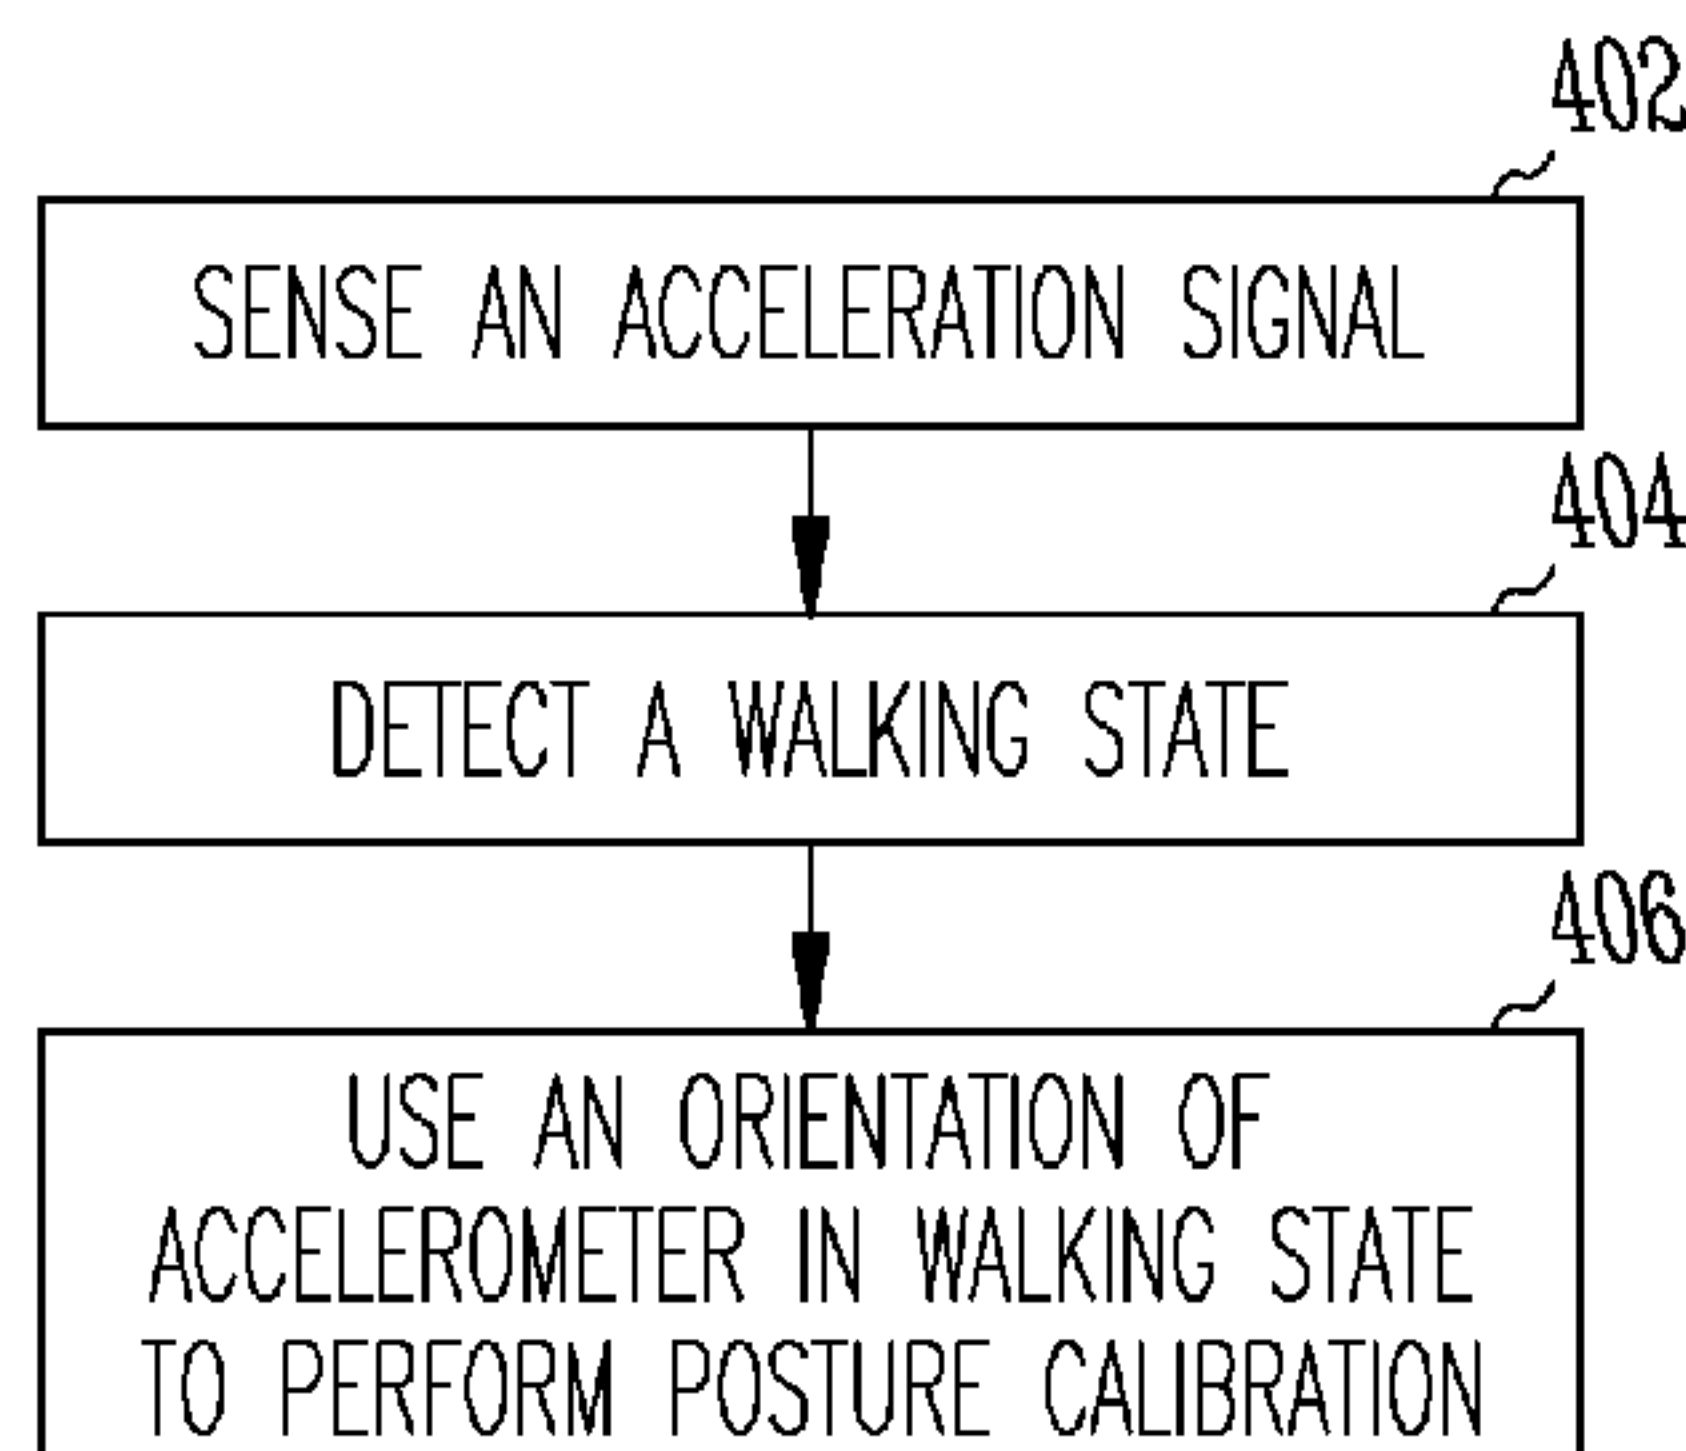 402
SENSE AN ACCELERATION SIGNAL
404
DETECT A WALKING STATE
406
USE AN ORIENTATION OF
ACCELEROMETER IN WALKING STATE
TO PERFORM POSTURE CALIBRATION